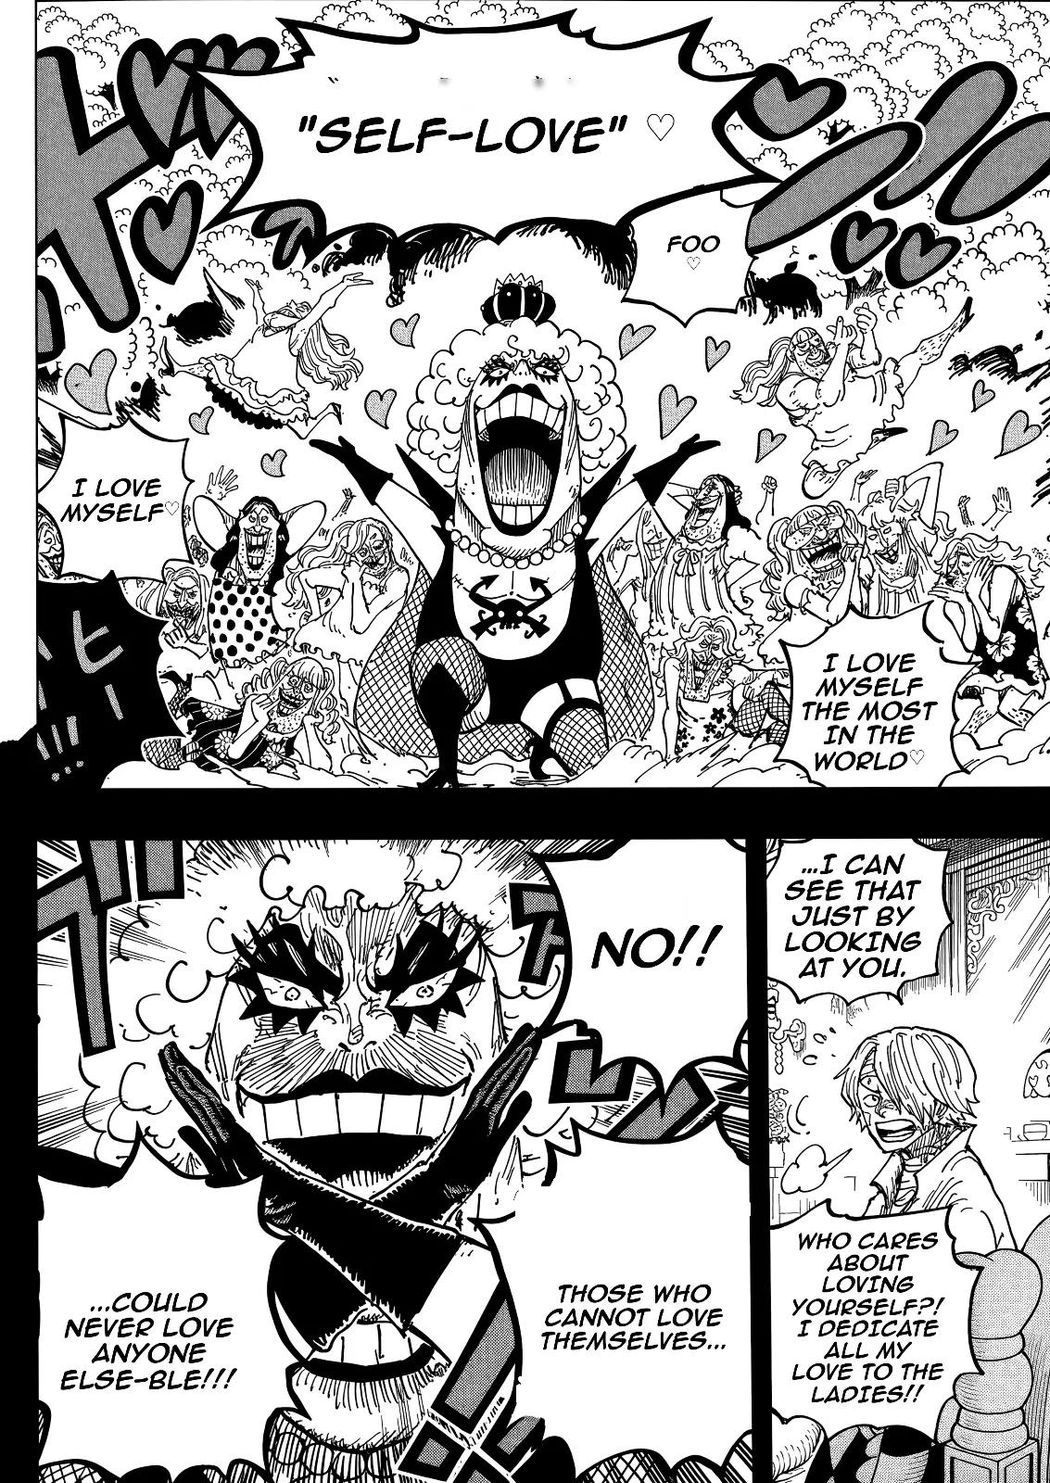 "SELF-LOVE" ♡
FOO
♡
I LOVE
MYSELF♡
I LOVE
MYSELF
THE MOST
IN THE
WORLD♡
...I CAN
SEE THAT
JUST BY
LOOKING
AT YOU.
WHO CARES
ABOUT
LOVING
YOURSELF?!
I DEDICATE
ALL MY
LOVE TO THE
LADIES!!
NO!!
THOSE WHO
CANNOT LOVE
THEMSELVES...
...COULD
NEVER LOVE
ANYONE
ELSE-BLE!!!